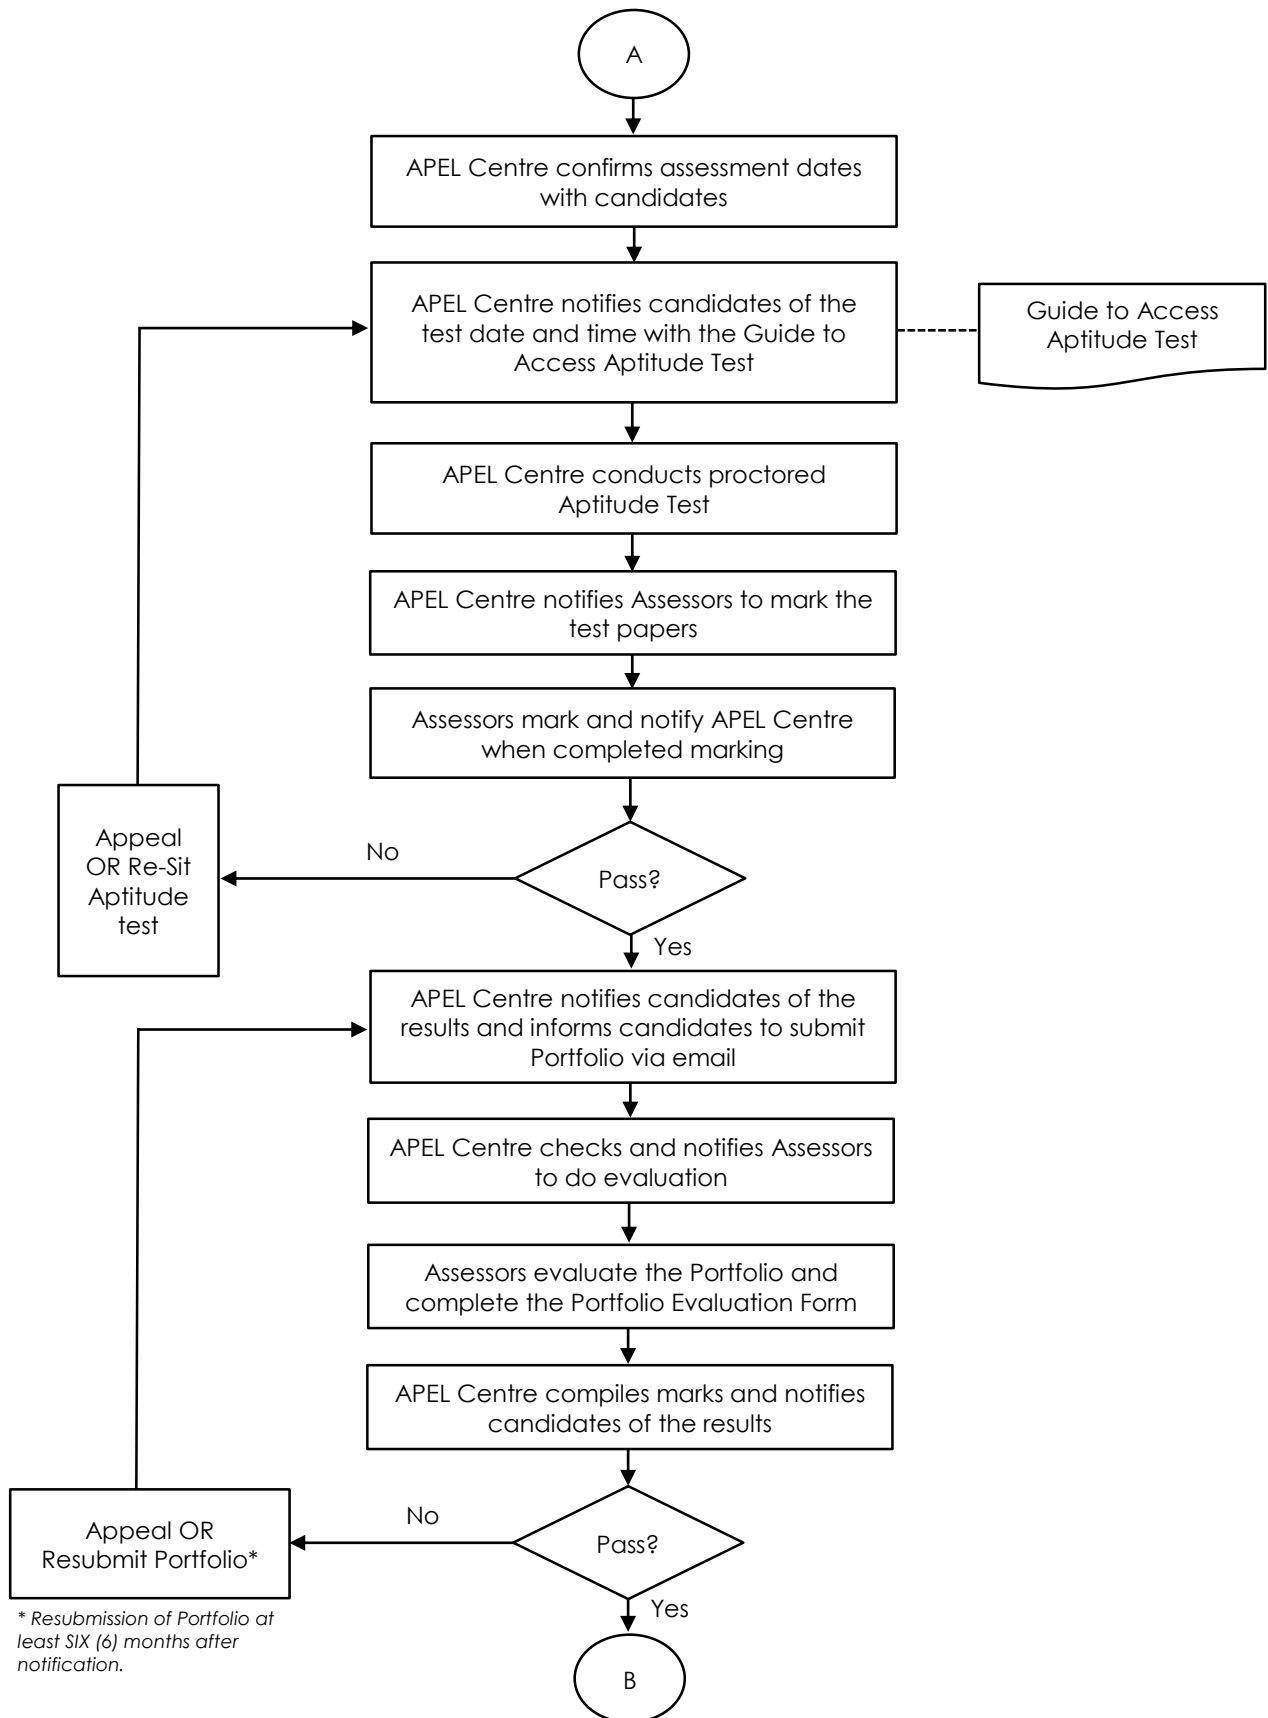 A
APEL Centre confirms assessment dates
with candidates
APEL Centre notifies candidates of the
test date and time with the Guide to
Access Aptitude Test
Guide to Access
Aptitude Test
APEL Centre conducts proctored
Aptitude Test
APEL Centre notifies Assessors to mark the
test papers
Assessors mark and notify APEL Centre
when completed marking
Pass?
No
Appeal
OR Re-Sit
Aptitude
test
Yes
APEL Centre notifies candidates of the
results and informs candidates to submit
Portfolio via email
APEL Centre checks and notifies Assessors
to do evaluation
Assessors evaluate the Portfolio and
complete the Portfolio Evaluation Form
APEL Centre compiles marks and notifies
candidates of the results
Pass?
No
Appeal OR
Resubmit Portfolio*
* Resubmission of Portfolio at
least SIX (6) months after
notification.
Yes
B